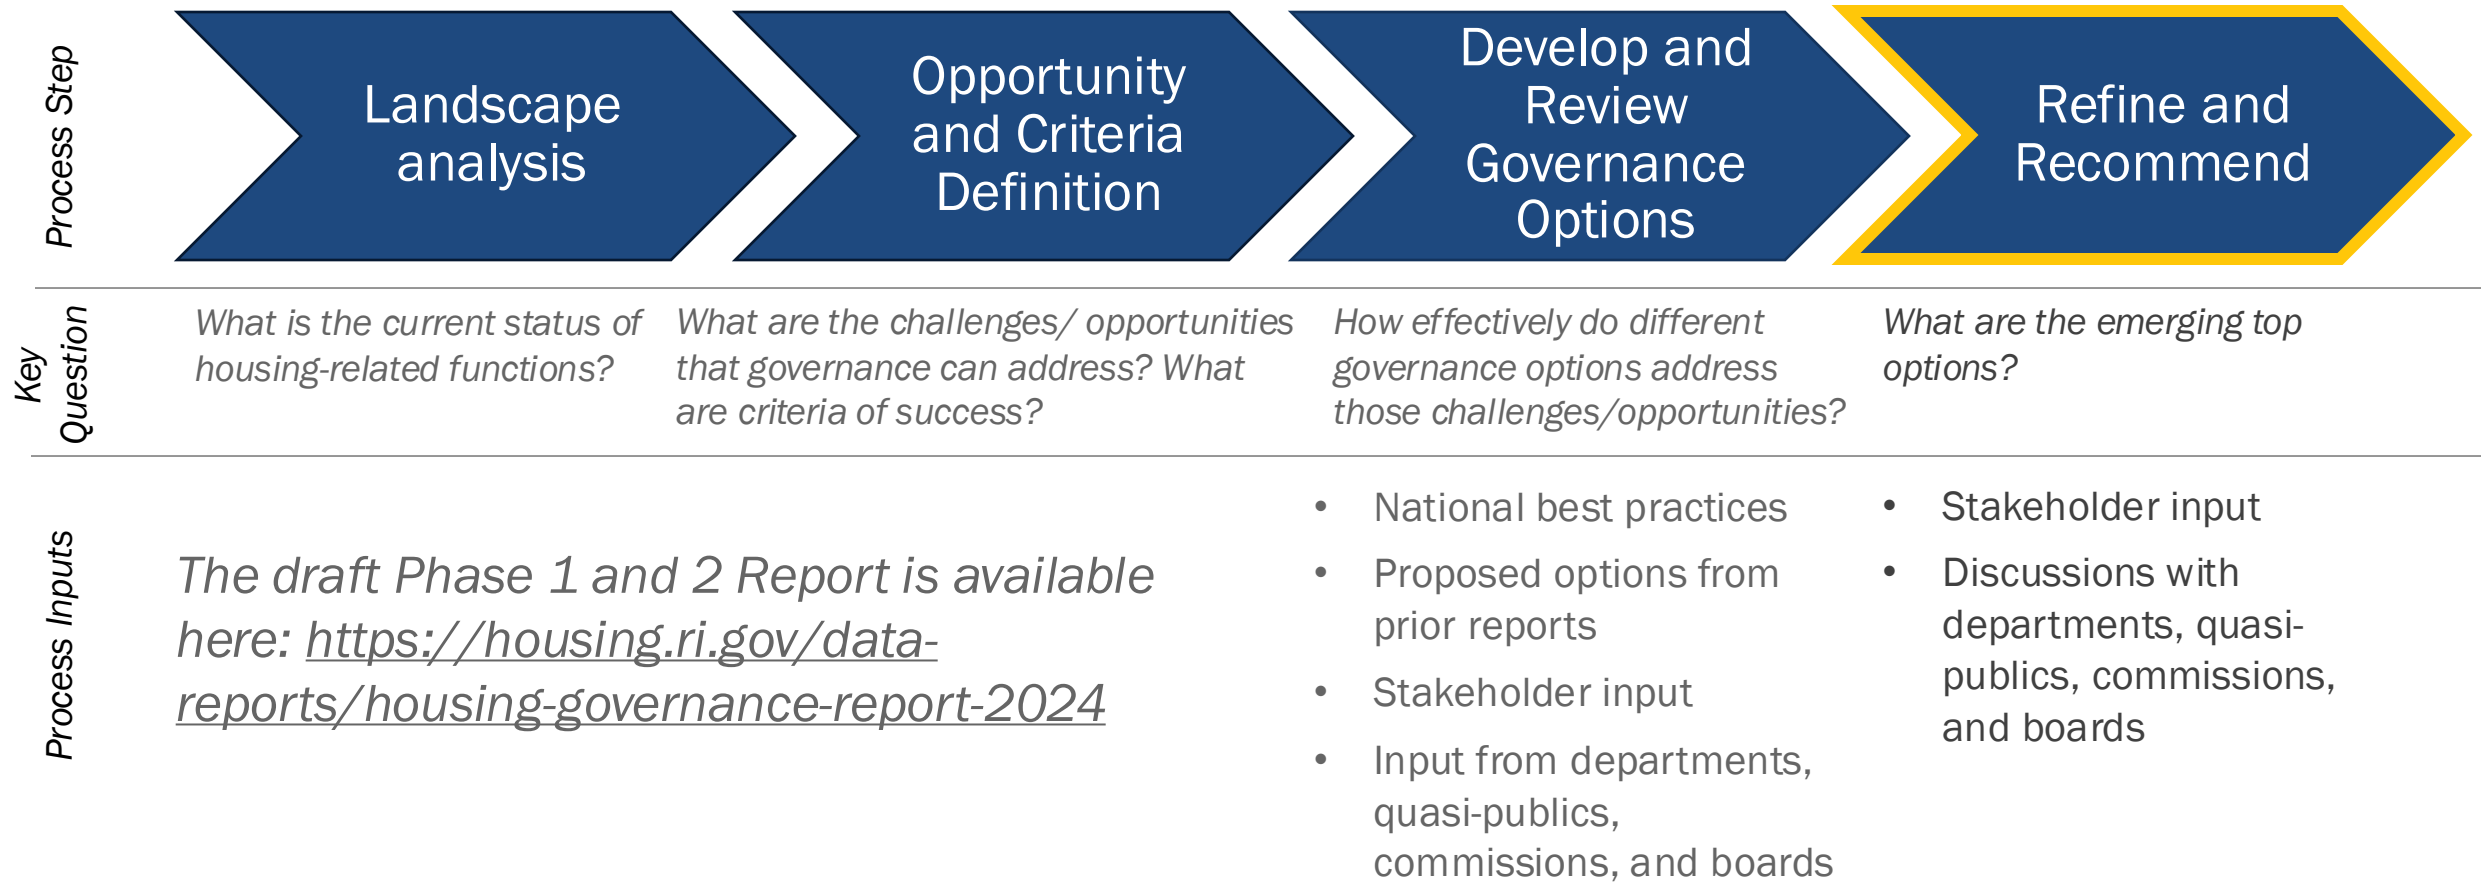 Process Step
Landscape
analysis
Opportunity
and Criteria
Definition
Develop and
Review
Governance
Options
Refine and
Recommend
Key
Question
What is the current status of
housing-related functions?
What are the challenges/ opportunities
that governance can address? What
are criteria of success?
How effectively do different
governance options address
those challenges/opportunities?
What are the emerging top
options?
Process Inputs
The draft Phase 1 and 2 Report is available
here: https://housing.ri.gov/data-
reports/housing-governance-report-2024
• National best practices
• Proposed options from
prior reports
• Stakeholder input
• Input from departments,
quasi-publics,
commissions, and boards
• Stakeholder input
• Discussions with
departments, quasi-
publics, commissions,
and boards